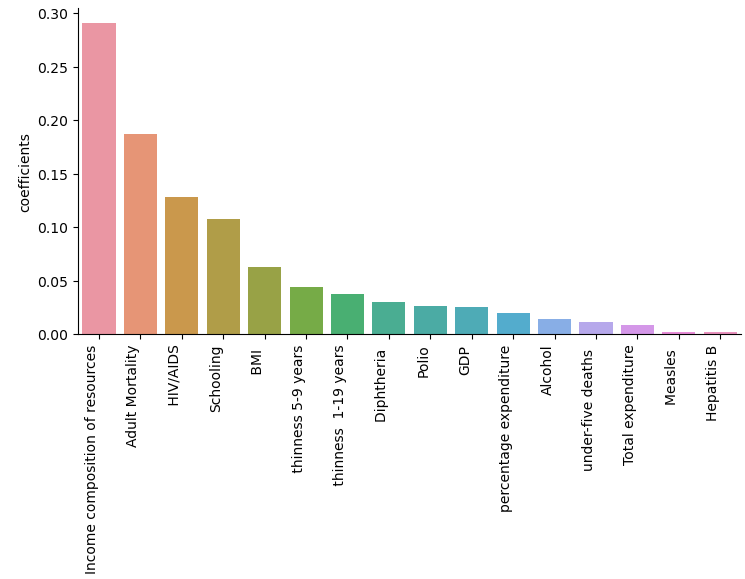 0.30
0.25
0.20
0.15
0.10
0.05
0.00
coefficients
Income composition of resources
Adult Mortality
HIV/AIDS
Schooling
BMI
thinness 5-9 years
thinness  1-19 years
Diphtheria
Polio
GDP
percentage expenditure
Alcohol
under-five deaths
Total expenditure
Measles
Hepatitis B